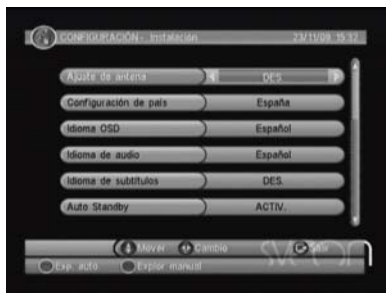 CONFIGURACIÓN - Instalación 23/11/09 15:32
Ajuste de antena DES.
Configuración de país España
Idioma OSD Español
Idioma de audio Español
Idioma de subtítulos DES.
Auto Standby ACTIV.
Mover Cambio Salir
Exp. auto. Explor manual